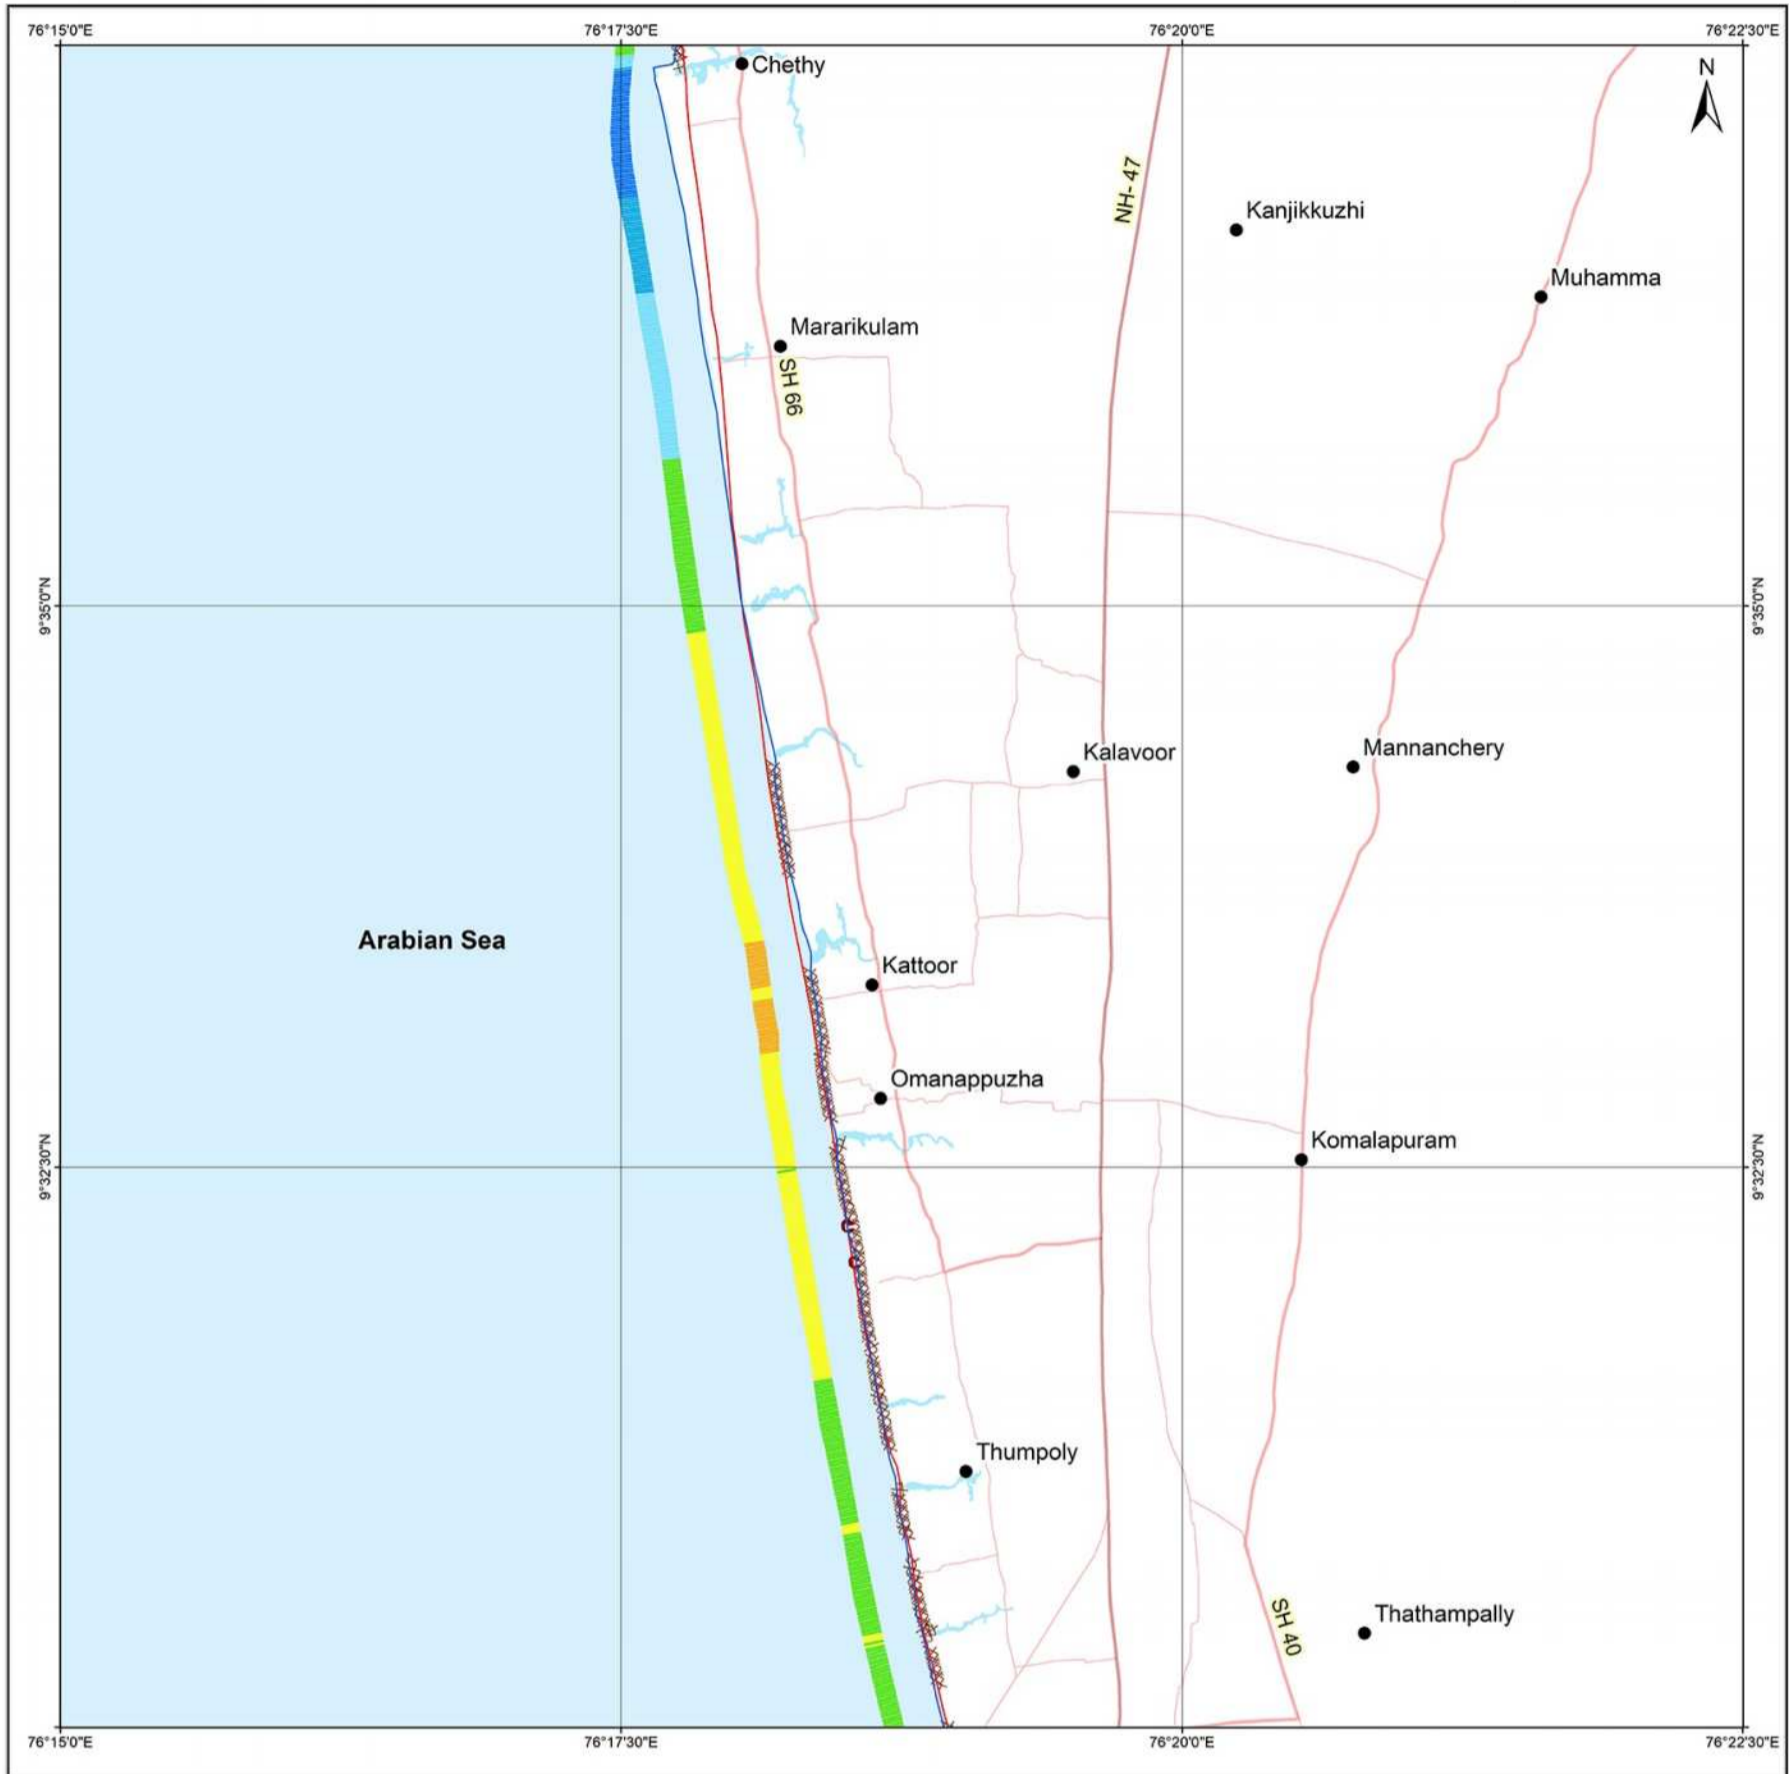 76°15'0"E
76°17'30"E
76°20'0"E
76°22'30"E
N
Chethy
NH- 47
Kanjikkuzhi
Muhamma
Mararikulam
SH 66
9°35'0"N
9°35'0"N
Kalavoor
Mannanchery
Arabian Sea
Kattoor
Omanappuzha
Komalapuram
9°32'30"N
9°32'30"N
Thumpoly
SH 40
Thathampally
76°15'0"E
76°17'30"E
76°20'0"E
76°22'30"E